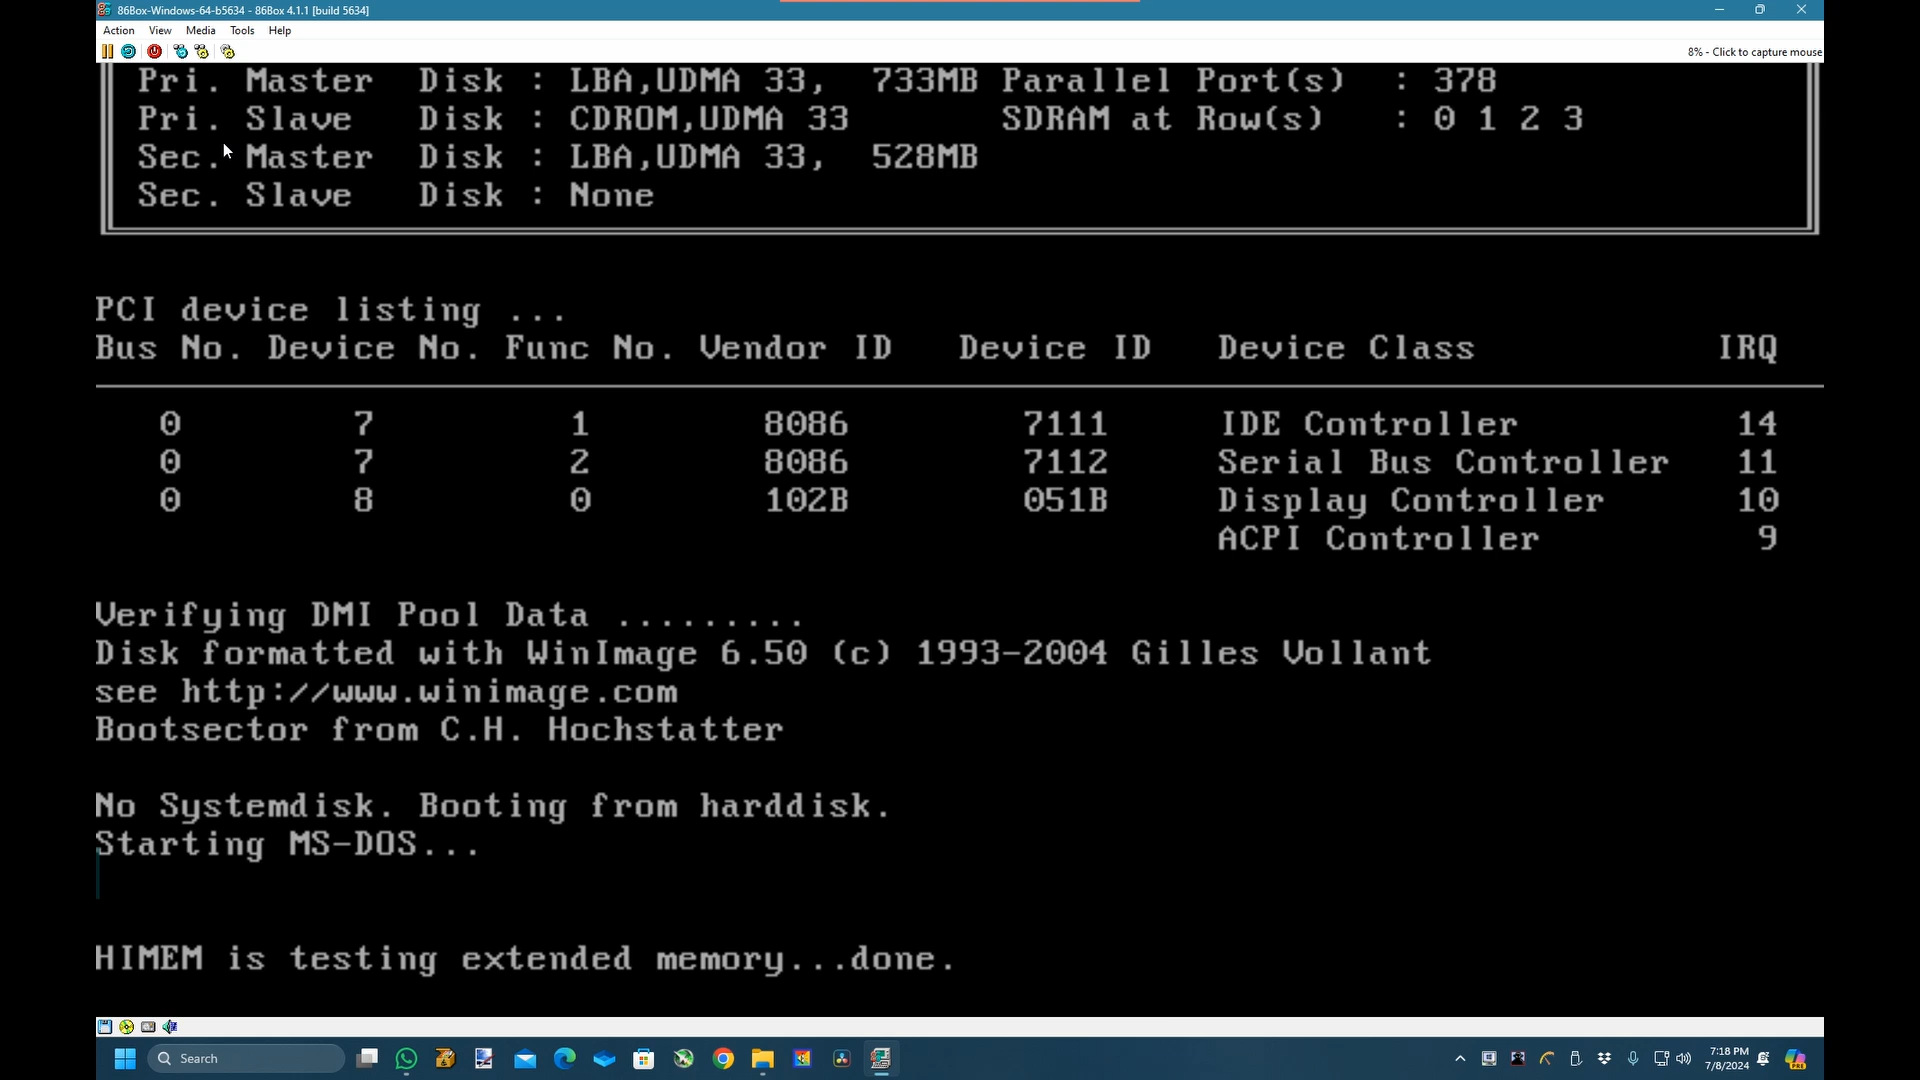 86Box-Windows-64-b5634 - 86Box 4.1.1 [build 5634]
Action View Media Tools Help
8% - Click to capture mouse
Pri. Master Disk : LBA,UDMA 33, 733MB Parallel Port(s) : 378
Pri. Slave Disk : CDROM,UDMA 33 SDRAM at Row(s) : 0 1 2 3
Sec. Master Disk : LBA,UDMA 33, 528MB
Sec. Slave Disk : None
PCI device listing ...
Bus No. Device No. Func No. Vendor ID Device ID Device Class IRQ
0 7 1 8086 7111 IDE Controller 14
0 7 2 8086 7112 Serial Bus Controller 11
0 8 0 102B 051B Display Controller 10
ACPI Controller 9
Verifying DMI Pool Data .........
Disk formatted with WinImage 6.50 (c) 1993-2004 Gilles Vollant
see http://www.winimage.com
Bootsector from C.H. Hochstatter
No Systemdisk. Booting from harddisk.
Starting MS-DOS...
HIMEM is testing extended memory...done.
Search
7:18 PM
7/8/2024
PRE